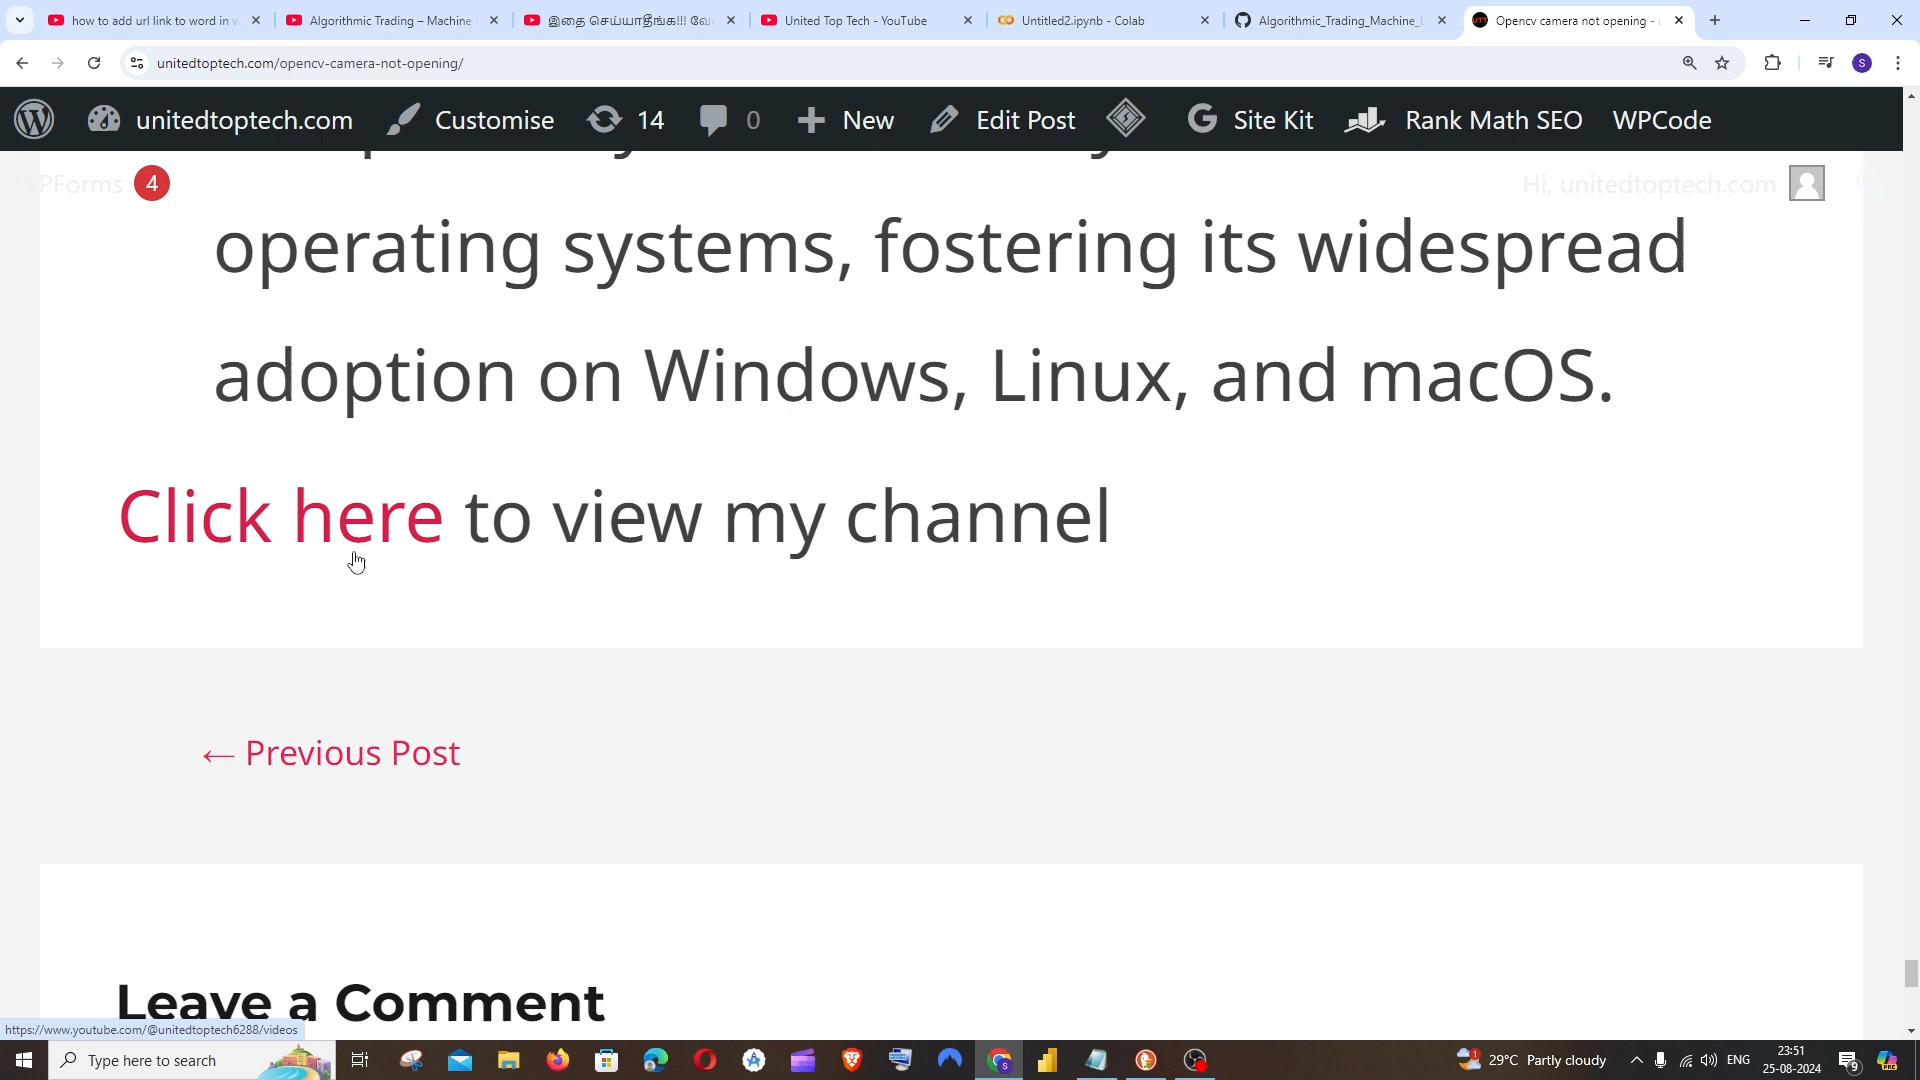 how to add url link to word in w
Algorithmic Trading – Machine
இதை செய்யாதீங்க!!! வே
United Top Tech - YouTube
Untitled2.ipynb - Colab
Algorithmic_Trading_Machine_L
Opencv camera not opening -
unitedtoptech.com/opencv-camera-not-opening/
S
unitedtoptech.com
Customise
14
0
New
Edit Post
Site Kit
Rank Math SEO
WPCode
WPForms 4
Hi, unitedtoptech.com
operating systems, fostering its widespread
adoption on Windows, Linux, and macOS.
Click here to view my channel
← Previous Post
Leave a Comment
https://www.youtube.com/@unitedtoptech6288/videos
Type here to search
29°C Partly cloudy
ENG
23:51
25-08-2024
9